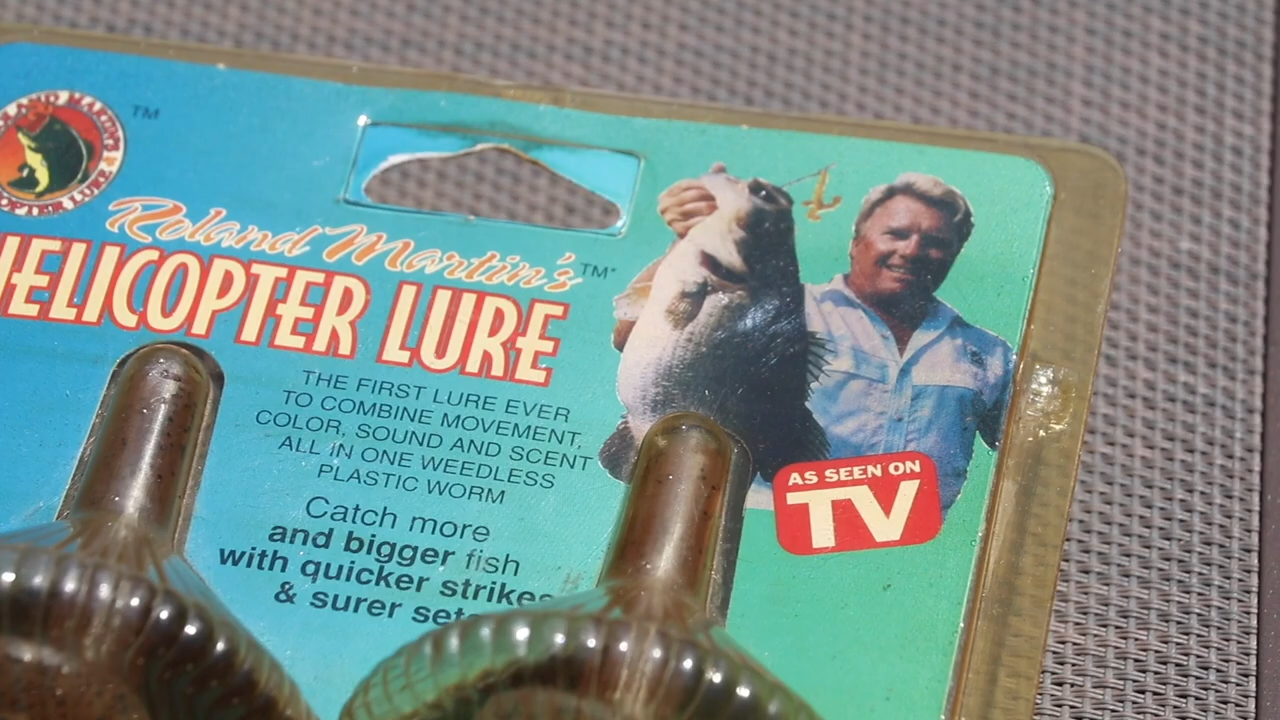 TM
Roland Martin's TM
HELICOPTER LURE
THE FIRST LURE EVER
TO COMBINE MOVEMENT,
COLOR, SOUND AND SCENT
ALL IN ONE WEEDLESS
PLASTIC WORM
Catch more
and bigger fish
with quicker strikes
& surer sets
AS SEEN ON
TV